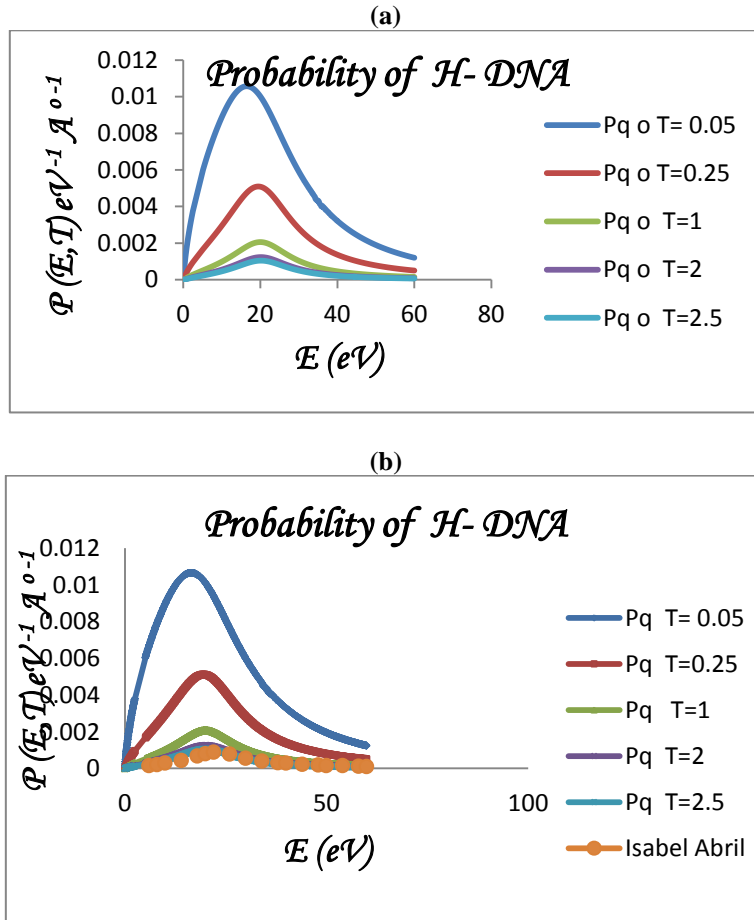 (a)
Probability of H- DNA
P (E,T) eV⁻¹ A^o⁻¹
0.012
0.01
0.008
0.006
0.004
0.002
0
0 20 40 60 80
E (eV)
Pq o T= 0.05
Pq o T=0.25
Pq o T=1
Pq o T=2
Pq o T=2.5
(b)
Probability of H- DNA
P (E,T) eV⁻¹ A^o⁻¹
0.012
0.01
0.008
0.006
0.004
0.002
0
0 50 100
E (eV)
Pq T= 0.05
Pq T=0.25
Pq T=1
Pq T=2
Pq T=2.5
Isabel Abril